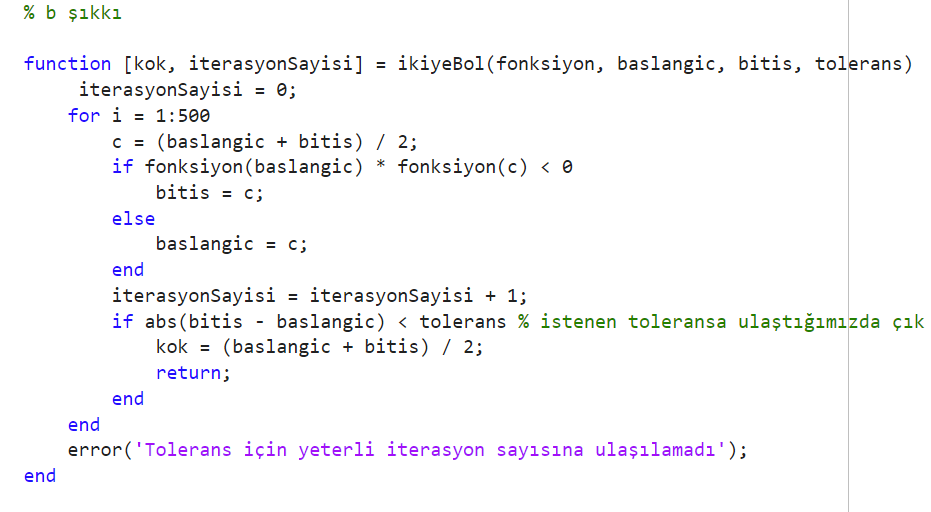 % b şıkkı
function [kok, iterasyonSayisi] = ikiyeBol(fonksiyon, baslangic, bitis, tolerans)
iterasyonSayisi = 0;
for i = 1:500
c = (baslangic + bitis) / 2;
if fonksiyon(baslangic) * fonksiyon(c) < 0
bitis = c;
else
baslangic = c;
end
iterasyonSayisi = iterasyonSayisi + 1;
if abs(bitis - baslangic) < tolerans % istenen toleransa ulaştığımızda çık
kok = (baslangic + bitis) / 2;
return;
end
end
error('Tolerans için yeterli iterasyon sayısına ulaşılamadı');
end